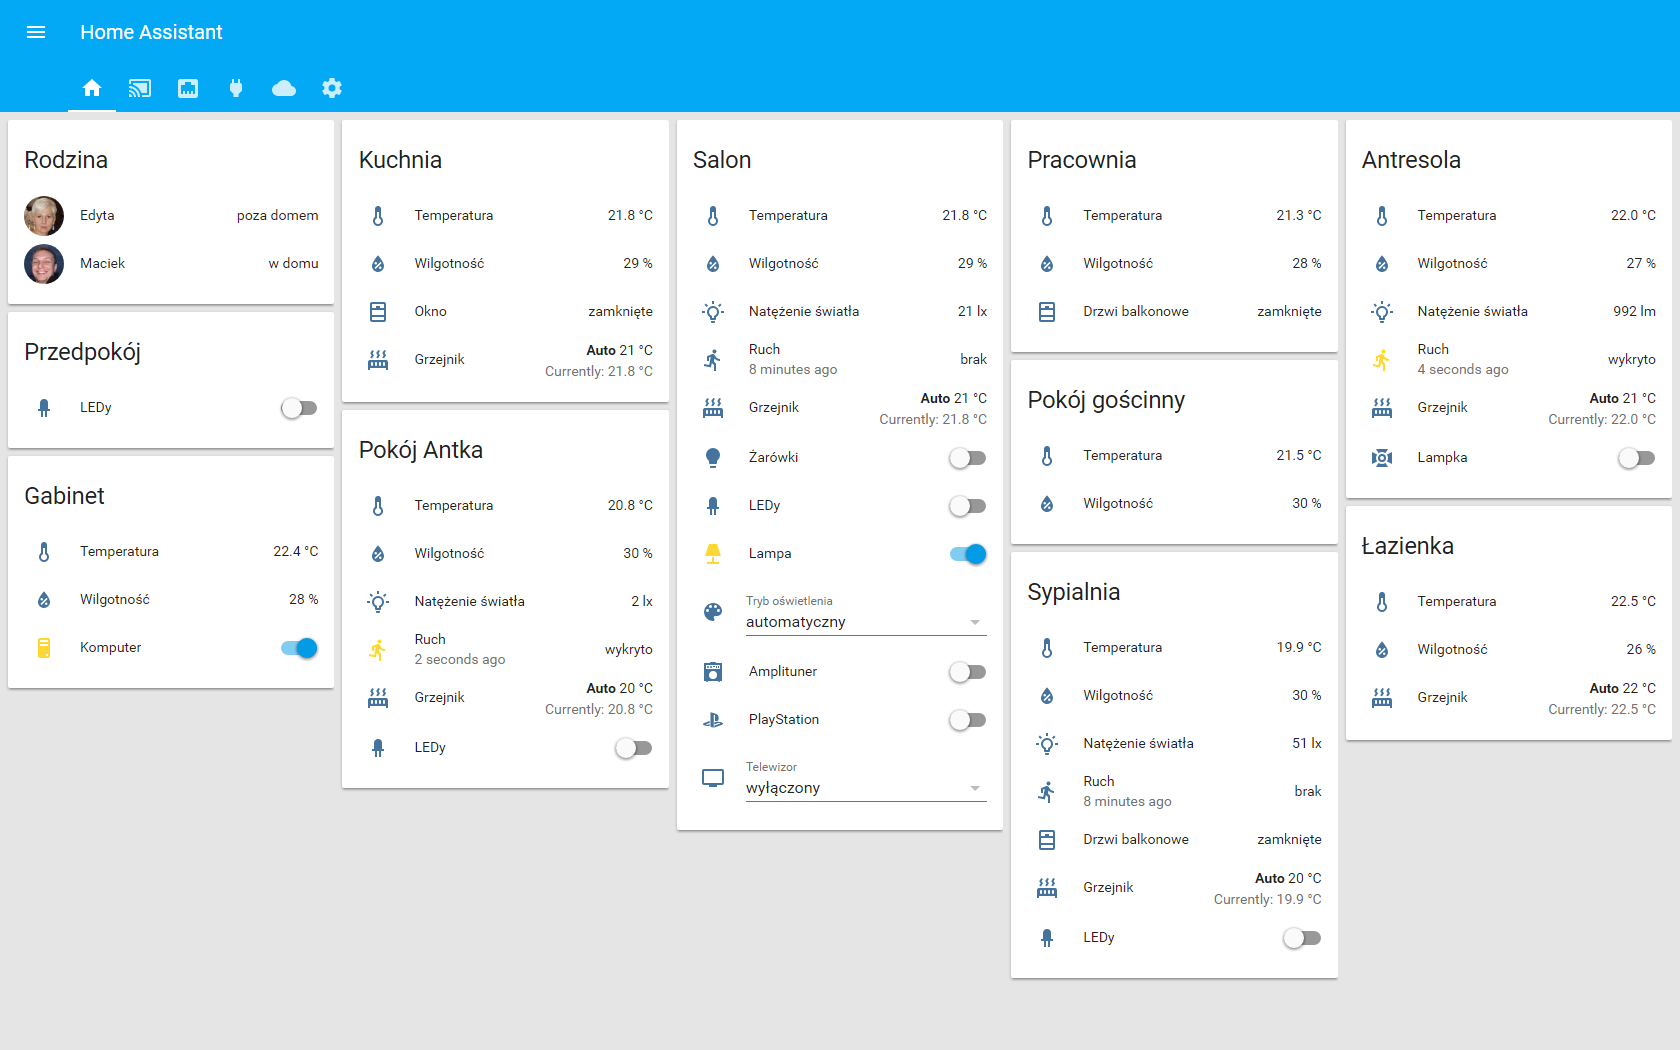 Home Assistant
Rodzina
Edyta poza domem
Maciek w domu
Przedpokój
LEDy
Gabinet
Temperatura 22.4 °C
Wilgotność 28 %
Komputer
Kuchnia
Temperatura 21.8 °C
Wilgotność 29 %
Okno zamknięte
Grzejnik Auto 21 °C
Currently: 21.8 °C
Pokój Antka
Temperatura 20.8 °C
Wilgotność 30 %
Natężenie światła 2 lx
Ruch wykryto
2 seconds ago
Grzejnik Auto 20 °C
Currently: 20.8 °C
LEDy
Salon
Temperatura 21.8 °C
Wilgotność 29 %
Natężenie światła 21 lx
Ruch brak
8 minutes ago
Grzejnik Auto 21 °C
Currently: 21.8 °C
Żarówki
LEDy
Lampa
Tryb oświetlenia
automatyczny
Amplituner
PlayStation
Telewizor
wyłączony
Pracownia
Temperatura 21.3 °C
Wilgotność 28 %
Drzwi balkonowe zamknięte
Pokój gościnny
Temperatura 21.5 °C
Wilgotność 30 %
Sypialnia
Temperatura 19.9 °C
Wilgotność 30 %
Natężenie światła 51 lx
Ruch brak
8 minutes ago
Drzwi balkonowe zamknięte
Grzejnik Auto 20 °C
Currently: 19.9 °C
LEDy
Antresola
Temperatura 22.0 °C
Wilgotność 27 %
Natężenie światła 992 lm
Ruch wykryto
4 seconds ago
Grzejnik Auto 21 °C
Currently: 22.0 °C
Lampka
Łazienka
Temperatura 22.5 °C
Wilgotność 26 %
Grzejnik Auto 22 °C
Currently: 22.5 °C